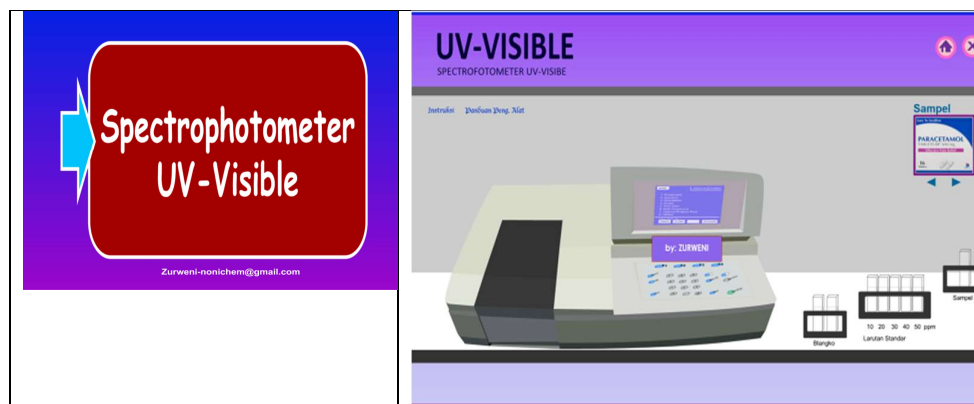 Spectrophotometer
UV-Visible
Zurweni-nonichem@gmail.com
UV-VISIBLE
SPECTROFOTOMETER UV-VISIBE
Instruksi Panduan Peng. Alat
Sampel
PARACETAMOL
by: ZURWENI
Sampel
10 20 30 40 50 ppm
Blangko
Larutan Standar